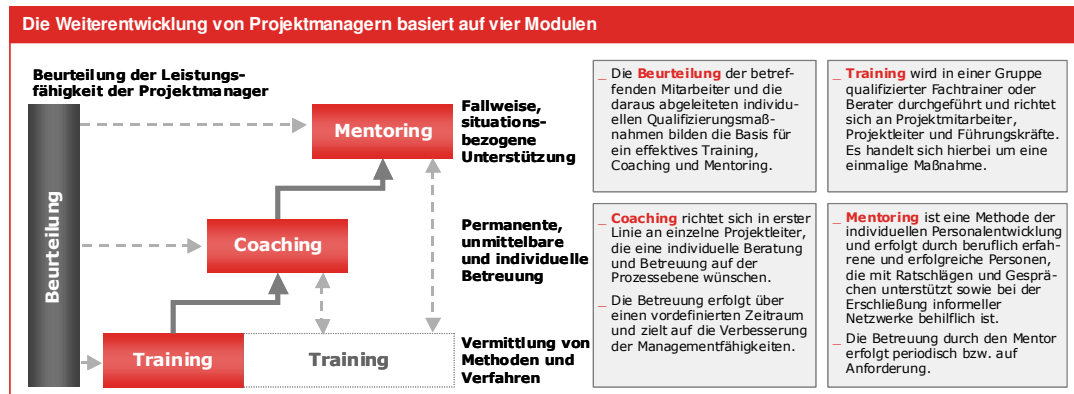 Die Weiterentwicklung von Projektmanagern basiert auf vier Modulen
Beurteilung der Leistungs-
fähigkeit der Projektmanager
Beurteilung
Mentoring
Fallweise,
situations-
bezogene
Unterstützung
Coaching
Permanente,
unmittelbare
und individuelle
Betreuung
Training
Training
Vermittlung von
Methoden und
Verfahren
_ Die Beurteilung der betref-
fenden Mitarbeiter und die
daraus abgeleiteten individu-
ellen Qualifizierungsmaß-
nahmen bilden die Basis für
ein effektives Training,
Coaching und Mentoring.
_ Training wird in einer Gruppe
qualifizierter Fachtrainer oder
Berater durchgeführt und richtet
sich an Projektmitarbeiter,
Projektleiter und Führungskräfte.
Es handelt sich hierbei um eine
einmalige Maßnahme.
_ Coaching richtet sich in erster
Linie an einzelne Projektleiter,
die eine individuelle Beratung
und Betreuung auf der
Prozessebene wünschen.
_ Die Betreuung erfolgt über
einen vordefinierten Zeitraum
und zielt auf die Verbesserung
der Managementfähigkeiten.
_ Mentoring ist eine Methode der
individuellen Personalentwicklung
und erfolgt durch beruflich erfah-
rene und erfolgreiche Personen,
die mit Ratschlägen und Gesprä-
chen unterstützt sowie bei der
Erschließung informeller
Netzwerke behilflich ist.
_ Die Betreuung durch den Mentor
erfolgt periodisch bzw. auf
Anforderung.